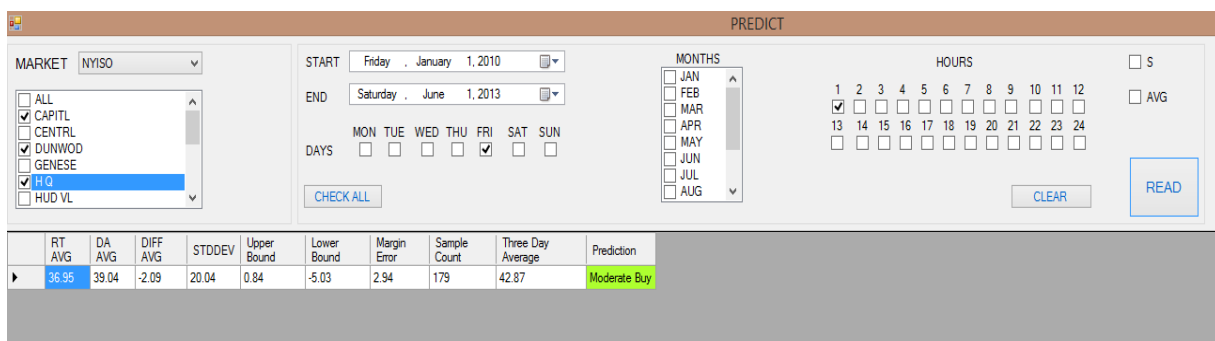 PREDICT
MARKET NYISO
ALL
CAPITL
CENTRL
DUNWOD
GENESE
H Q
HUD VL
START Friday , January 1, 2010
END Saturday , June 1, 2013
MON TUE WED THU FRI SAT SUN
DAYS
CHECK ALL
MONTHS
JAN
FEB
MAR
APR
MAY
JUN
JUL
AUG
HOURS
1 2 3 4 5 6 7 8 9 10 11 12
13 14 15 16 17 18 19 20 21 22 23 24
CLEAR
S
AVG
READ
RT AVG DA AVG DIFF AVG STDDEV Upper Bound Lower Bound Margin Error Sample Count Three Day Average Prediction
36.95 39.04 -2.09 20.04 0.84 -5.03 2.94 179 42.87 Moderate Buy